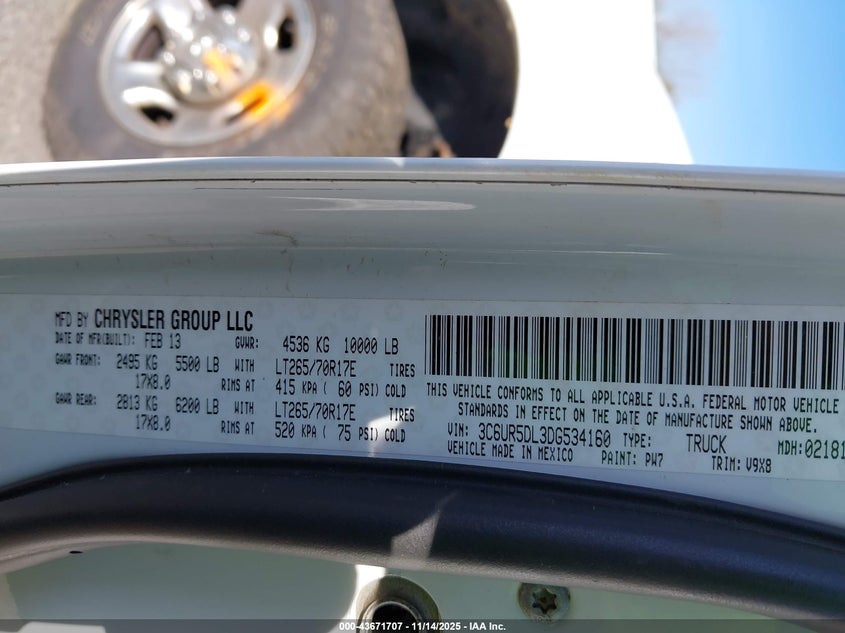 MFD BY CHRYSLER GROUP LLC
DATE OF MFR(BUILT): FEB 13 GVWR: 4536 KG 10000 LB
GAWR FRONT: 2495 KG 5500 LB WITH LT265/70R17E TIRES
17X8.0 RIMS AT 415 KPA ( 60 PSI) COLD
GAWR REAR: 2813 KG 6200 LB WITH LT265/70R17E TIRES
17X8.0 RIMS AT 520 KPA ( 75 PSI) COLD
THIS VEHICLE CONFORMS TO ALL APPLICABLE U.S.A. FEDERAL MOTOR VEHICLE
STANDARDS IN EFFECT ON THE DATE OF MANUFACTURE SHOWN ABOVE.
VIN: 3C6UR5DL3DG534160 TYPE: TRUCK MDH:02181
VEHICLE MADE IN MEXICO PAINT: PW7 TRIM: V9X8
000-43671707 - 11/14/2025 - IAA Inc.